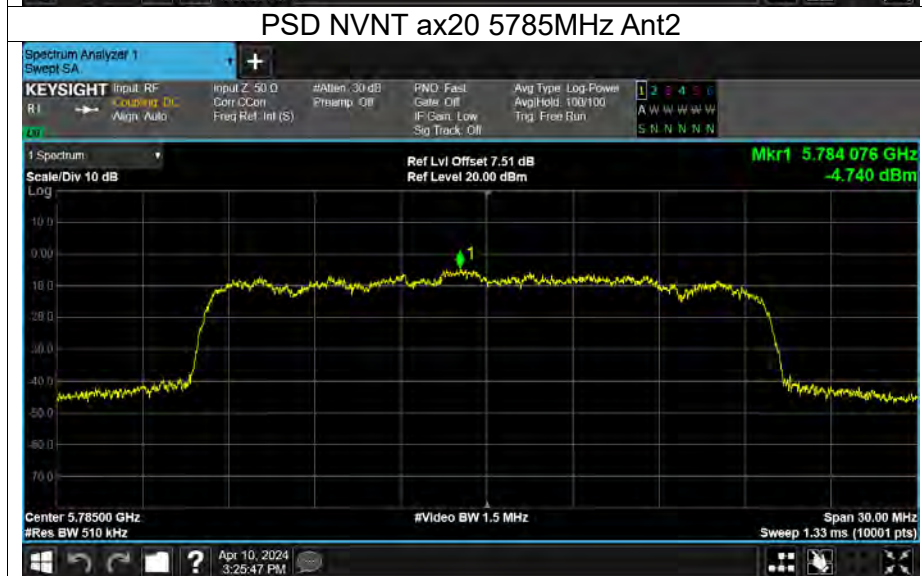 PSD NVNT ax20 5785MHz Ant2
Spectrum Analyzer 1
Swept SA
+
KEYSIGHT Input: RF Input Z: 50 Ω #Atten: 30 dB PNO: Fast Avg Type: Log-Power 1 2 3 4 5 6
Coupling: DC Corr CCorr Preamp: Off Gate: Off Avg|Hold: 100/100 A W W W W W
Align: Auto Freq Ref: Int (S) IF Gain: Low Trig: Free Run
Sig Track: Off S N N N N N
1 Spectrum Ref Lvl Offset 7.51 dB Mkr1 5.784 076 GHz
Scale/Div 10 dB Ref Level 20.00 dBm -4.740 dBm
Log
10.0
0.00
1
-10.0
-20.0
-30.0
-40.0
-50.0
-60.0
-70.0
Center 5.78500 GHz #Video BW 1.5 MHz Span 30.00 MHz
#Res BW 510 kHz Sweep 1.33 ms (10001 pts)
? Apr 10, 2024
3:25:47 PM